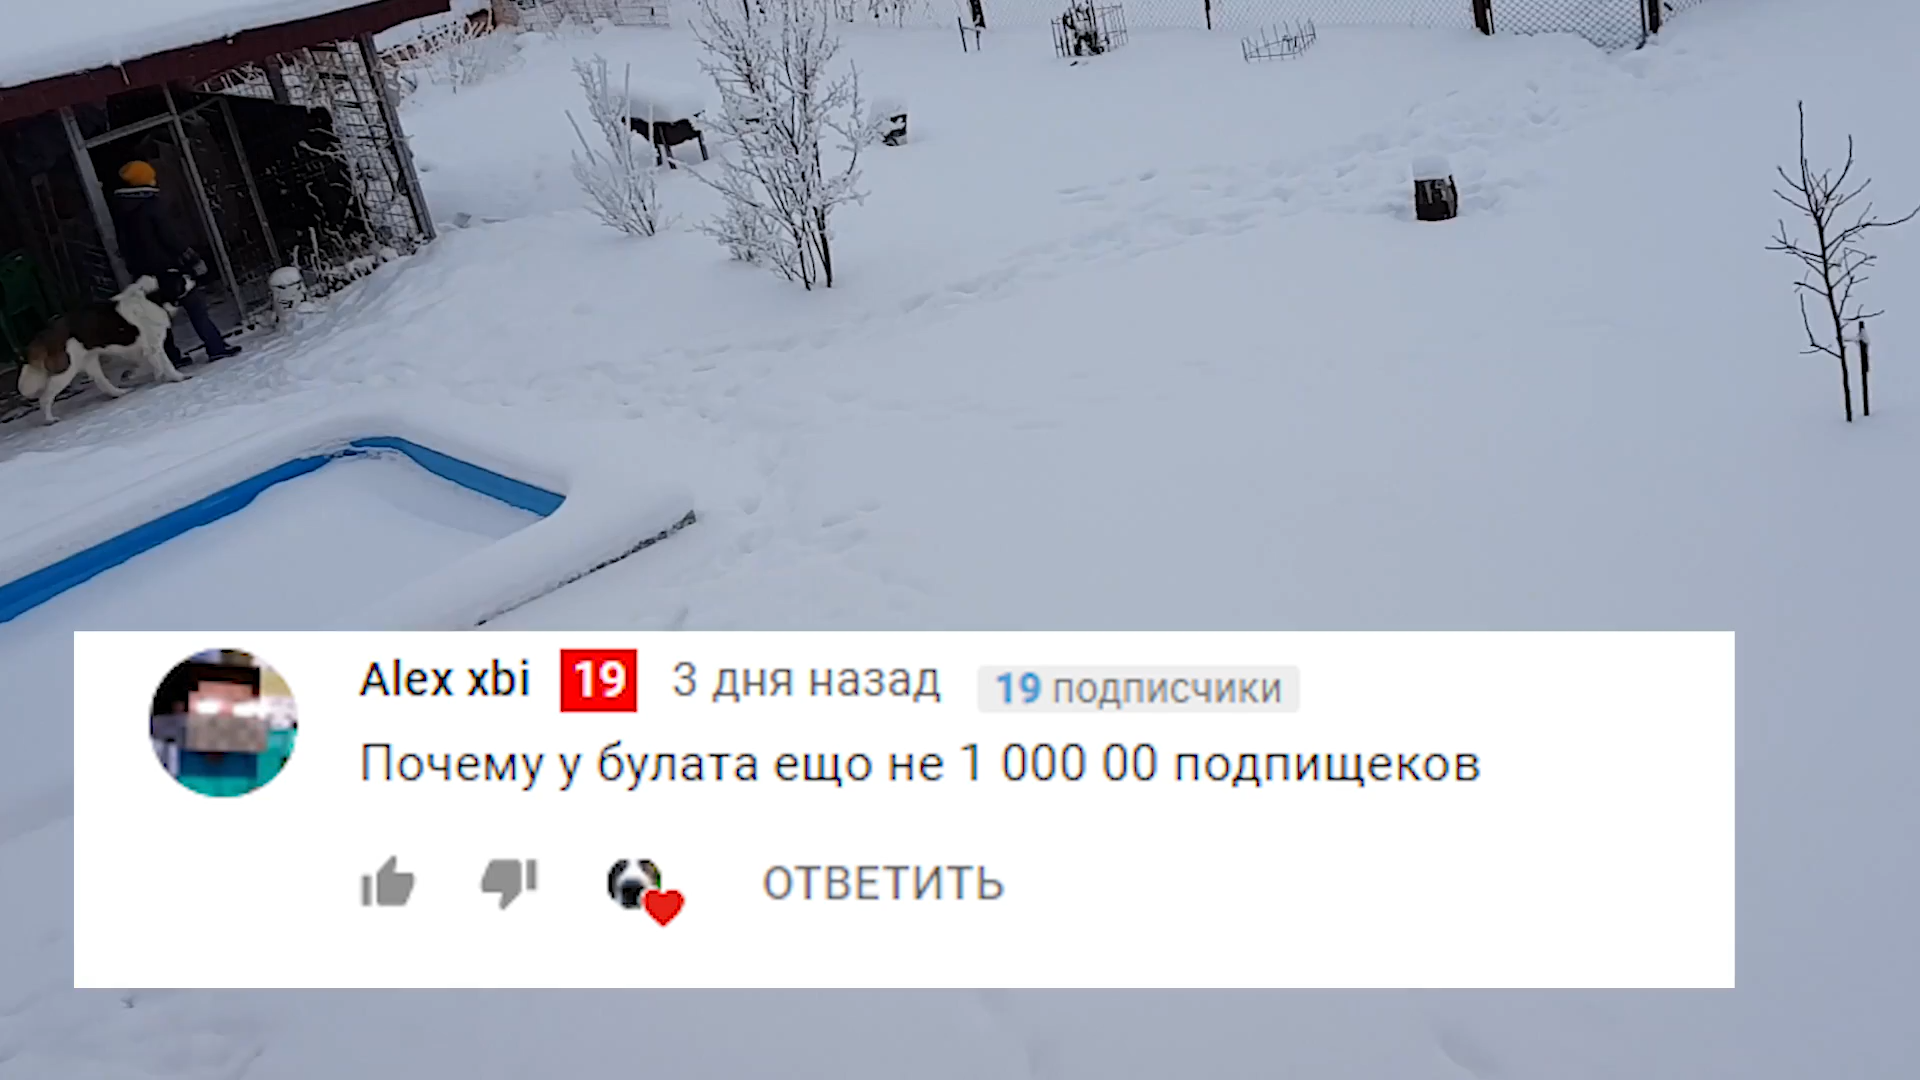 Alex xbi 19 3 дня назад 19 подписчики
Почему у булата ещо не 1 000 00 подпищеков
ОТВЕТИТЬ